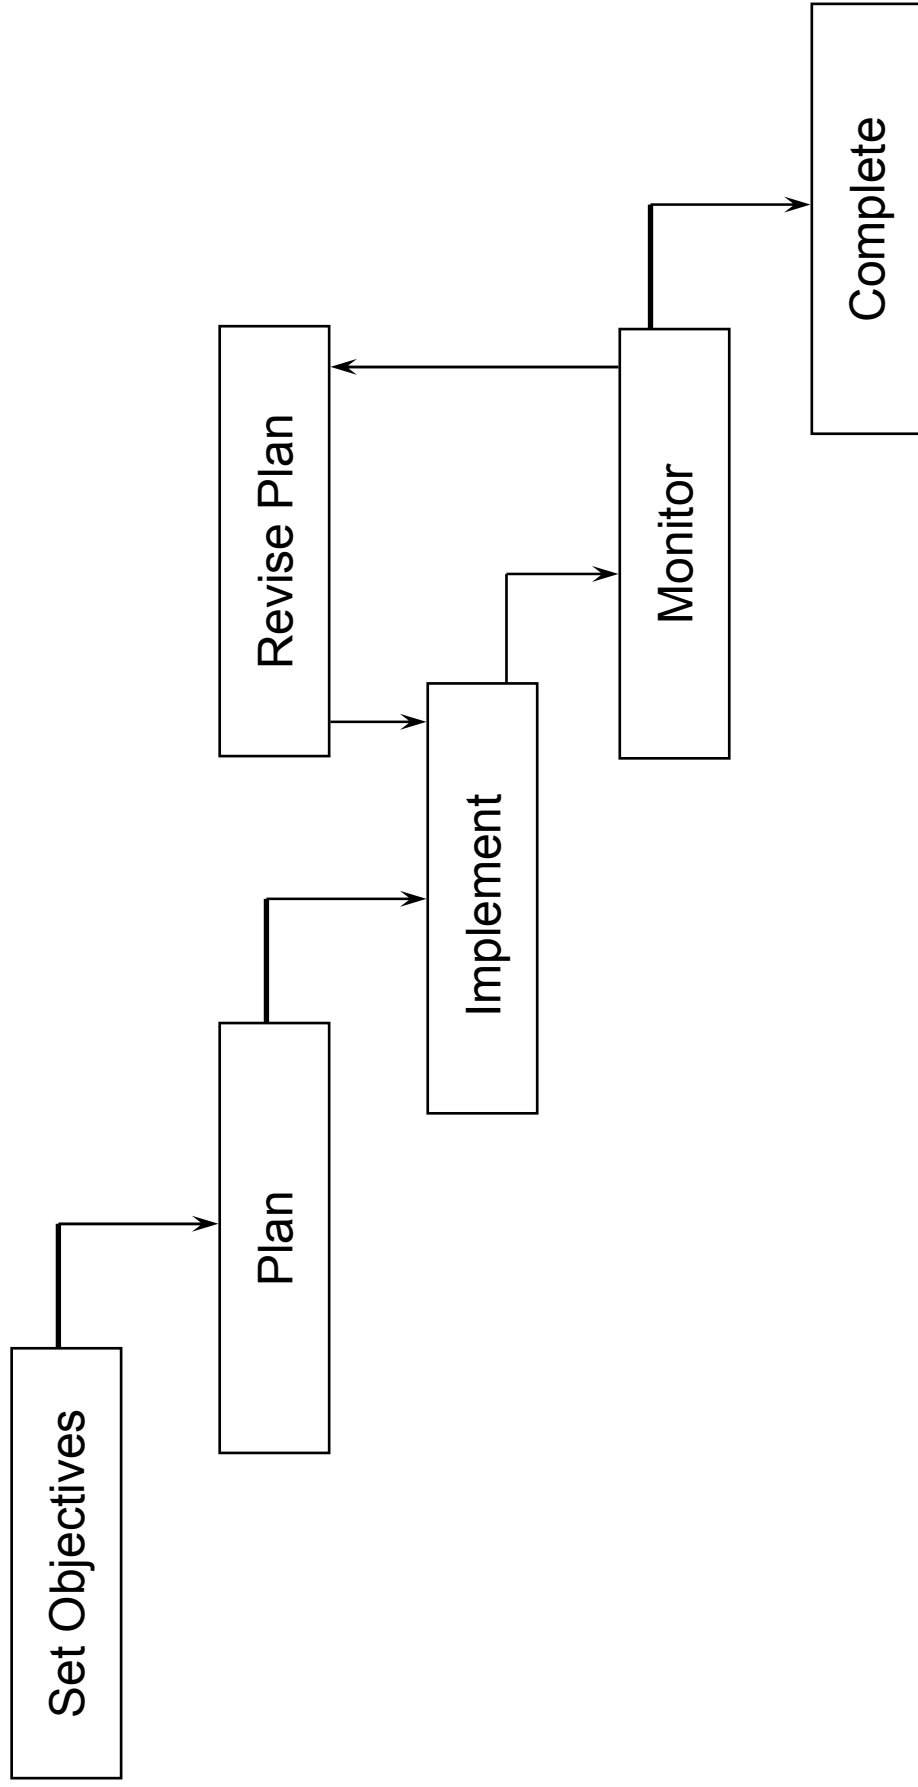 Set Objectives
Plan
Revise Plan
Implement
Monitor
Complete